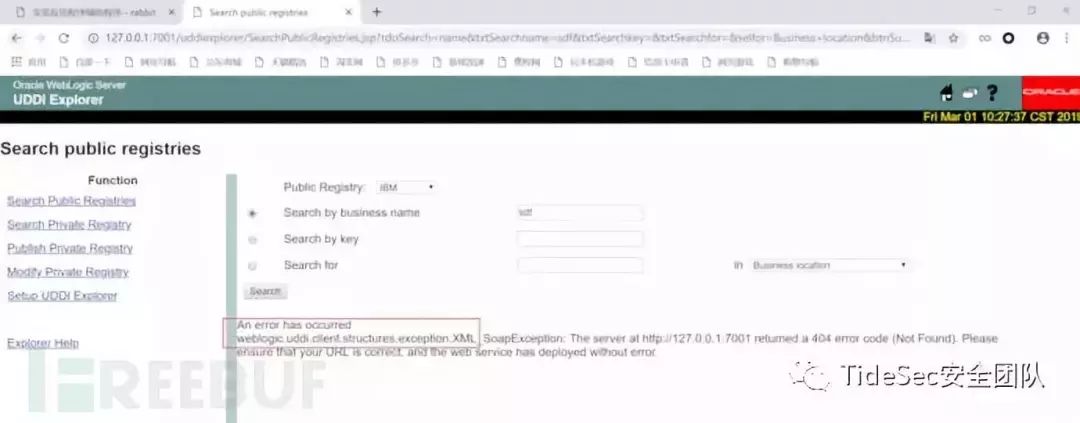 - rabbit
Search public registries
127.0.0.1:7001/uddiexplorer/SearchPublicRegistries.jsp?rdoSearch=name&txtSearchname=sdf&txtSearchkey=&txtSearchfor=&selfor=Business+location&btnSu...
Oracle WebLogic Server
UDDI Explorer
ORACLE
Fri Mar 01 10:27:37 CST 2019
Search public registries
Function
Search Public Registries
Search Private Registry
Publish Private Registry
Modify Private Registry
Setup UDDI Explorer
Explorer Help
Public Registry: IBM
Search by business name sdf
Search by key
Search for in Business location
Search
An error has occurred
weblogic.uddi.client.structures.exception.XML_SoapException: The server at http://127.0.0.1:7001 returned a 404 error code (Not Found). Please
ensure that your URL is correct, and the web service has deployed without error.
FREEBUF
TideSec安全团队